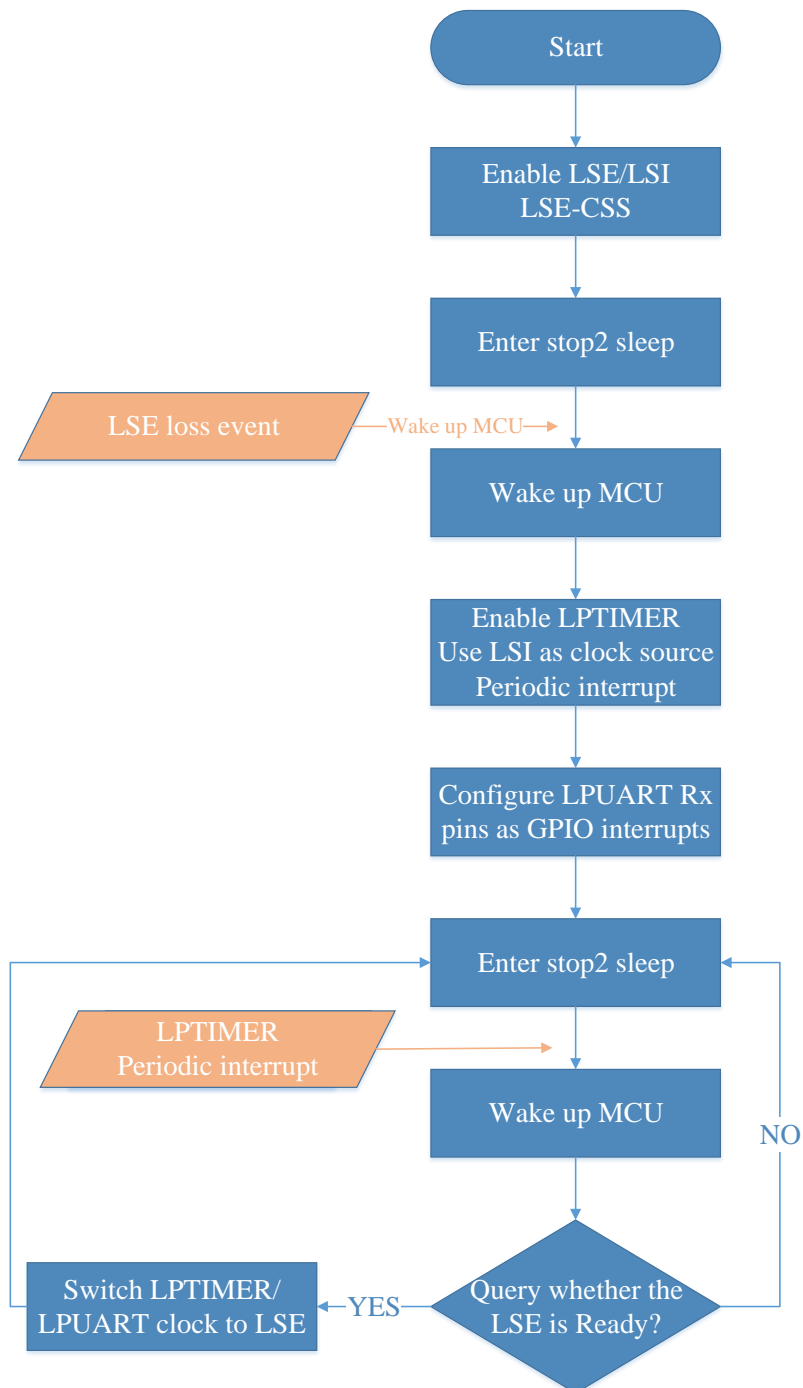 Start
Enable LSE/LSI
LSE-CSS
Enter stop2 sleep
LSE loss event
Wake up MCU
Wake up MCU
Enable LPTIMER
Use LSI as clock source
Periodic interrupt
Configure LPUART Rx
pins as GPIO interrupts
Enter stop2 sleep
LPTIMER
Periodic interrupt
Wake up MCU
NO
Query whether the
LSE is Ready?
YES
Switch LPTIMER/
LPUART clock to LSE